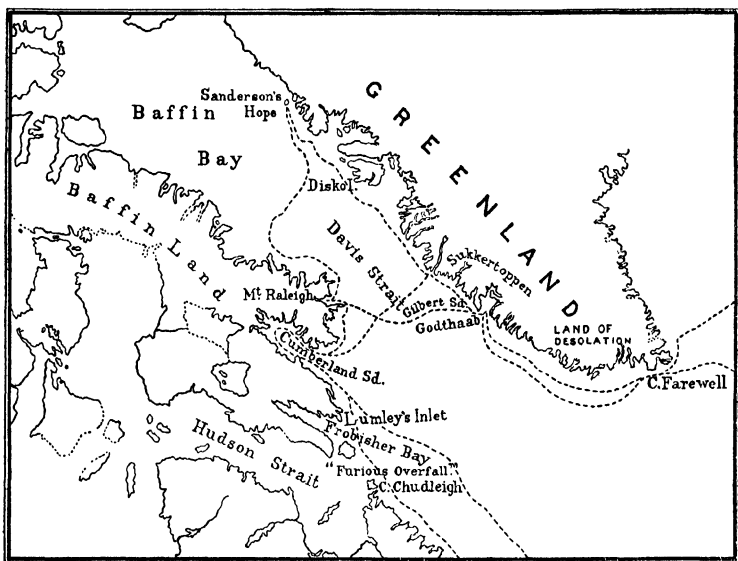 GREENLAND
Sanderson's
Hope
Baffin
Bay
Disko I.
Baffin Land
Davis Strait
Sukkertoppen
Mt. Raleigh
Gilbert Sd.
Godthaab
LAND OF
DESOLATION
Cumberland Sd.
C. Farewell
Lumley's Inlet
Frobisher Bay
Hudson Strait
"Furious Overfall."
C. Chudleigh